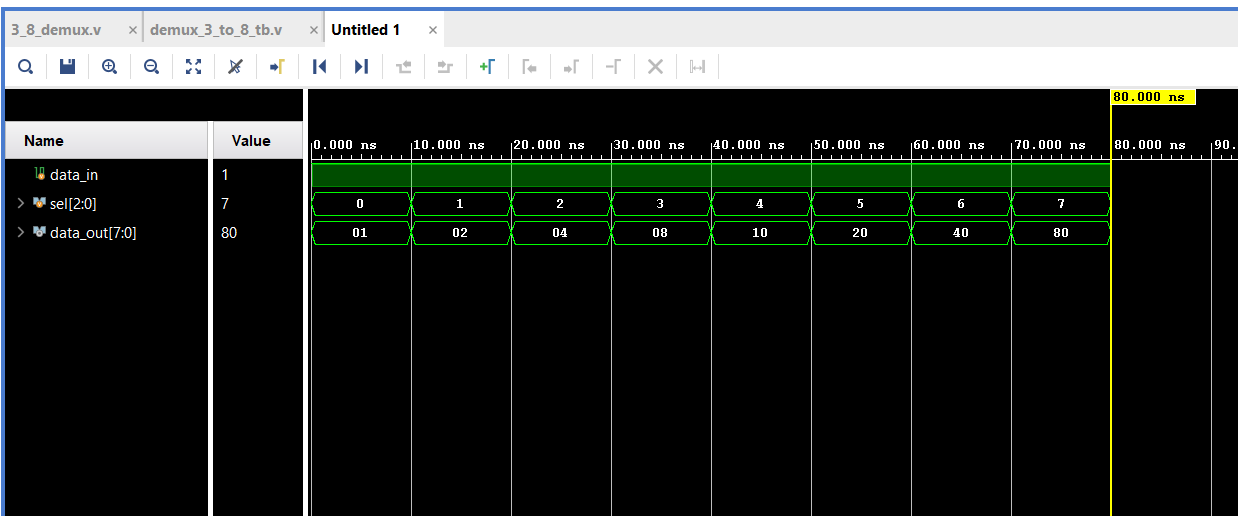 3_8_demux.v × demux_3_to_8_tb.v × Untitled 1 ×
80.000 ns
Name Value
0.000 ns 10.000 ns 20.000 ns 30.000 ns 40.000 ns 50.000 ns 60.000 ns 70.000 ns 80.000 ns 90.
data_in 1
sel[2:0] 7 0 1 2 3 4 5 6 7
data_out[7:0] 80 01 02 04 08 10 20 40 80